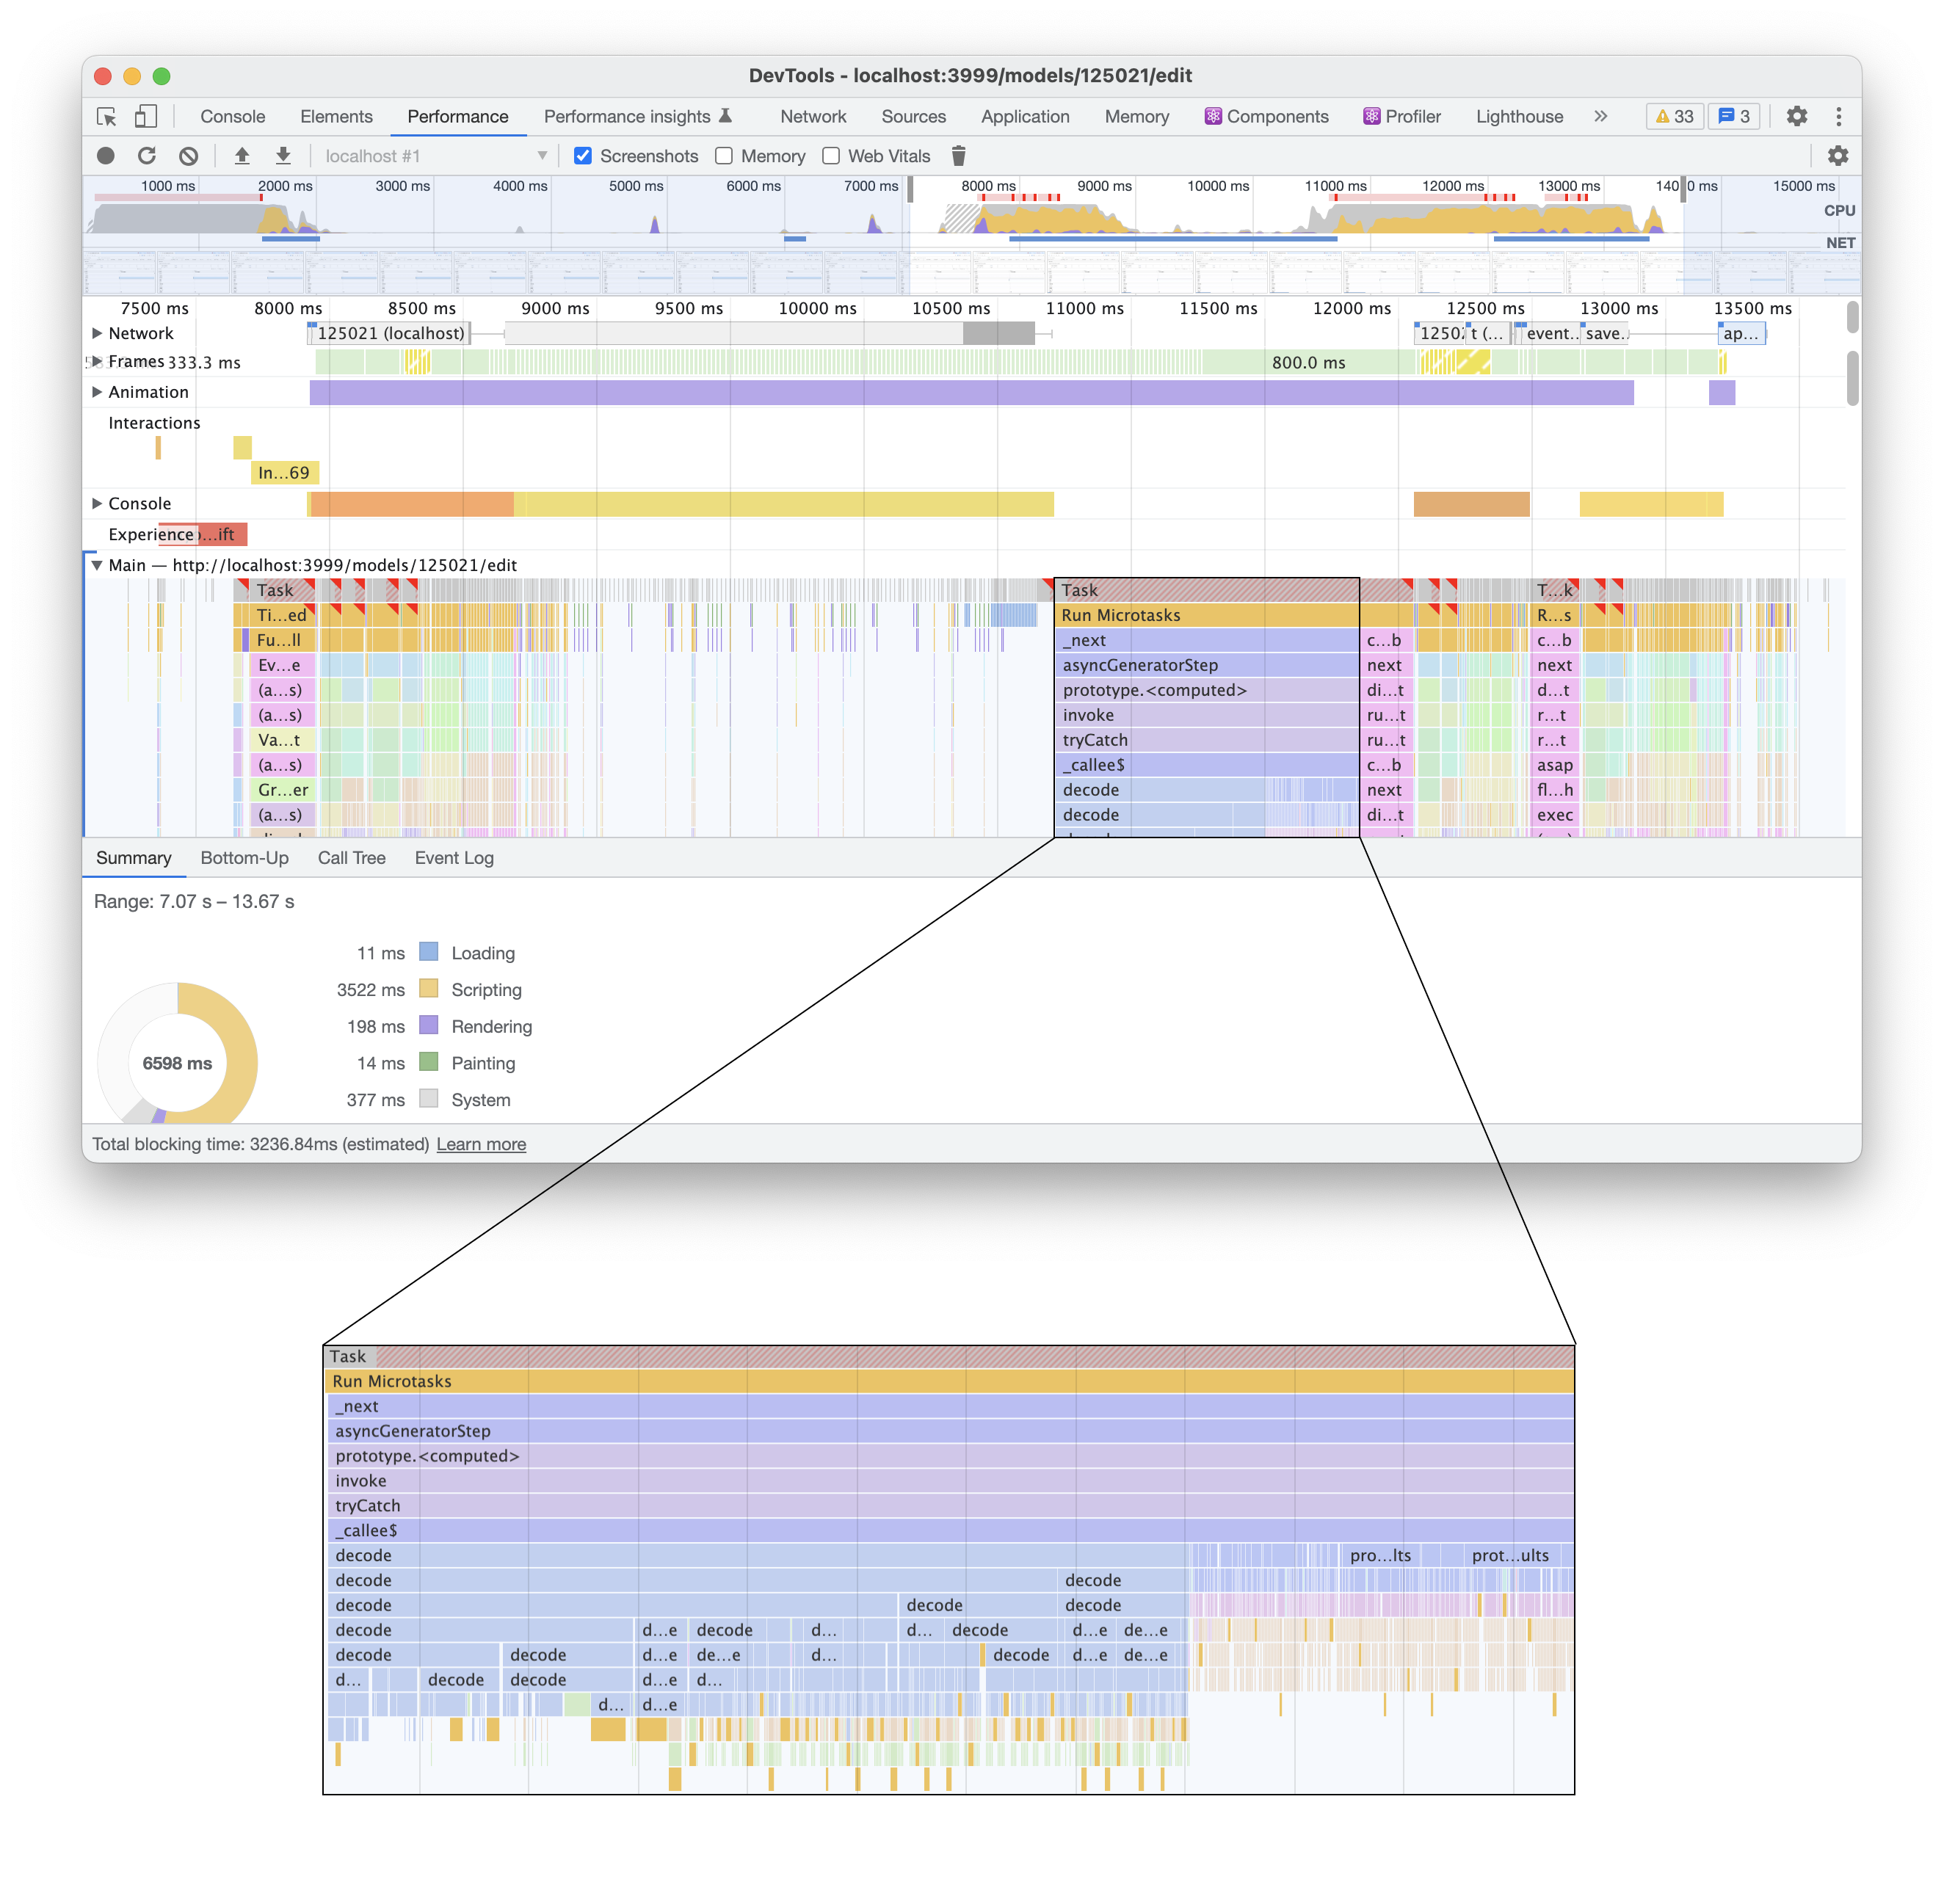 DevTools - localhost:3999/models/125021/edit
Console Elements Performance Performance insights Network Sources Application Memory Components Profiler Lighthouse » 33 3
localhost #1 Screenshots Memory Web Vitals
1000 ms 2000 ms 3000 ms 4000 ms 5000 ms 6000 ms 7000 ms 8000 ms 9000 ms 10000 ms 11000 ms 12000 ms 13000 ms 140 0 ms 15000 ms
CPU
NET
7500 ms 8000 ms 8500 ms 9000 ms 9500 ms 10000 ms 10500 ms 11000 ms 11500 ms 12000 ms 12500 ms 13000 ms 13500 ms
Network 125021 (localhost) t (... event... save... ap...
Frames 333.3 ms 800.0 ms
Animation
Interactions
In...69
Console
Experience ...ift
Main — http://localhost:3999/models/125021/edit
Task Task T...k
Ti...ed Run Microtasks R...s
Fu...ll _next c...b c...b
Ev...e asyncGeneratorStep next next
(a...s) prototype.<computed> di...t d...t
(a...s) invoke ru...t r...t
Va...t tryCatch ru...t r...t
(a...s) _callee$ c...b asap
Gr...er decode next fl...h
(a...s) decode di...t exec
Summary Bottom-Up Call Tree Event Log
Range: 7.07 s – 13.67 s
11 ms Loading
3522 ms Scripting
198 ms Rendering
6598 ms
14 ms Painting
377 ms System
Total blocking time: 3236.84ms (estimated) Learn more
Task
Run Microtasks
_next
asyncGeneratorStep
prototype.<computed>
invoke
tryCatch
_callee$
decode pro...lts prot...ults
decode decode
decode decode decode
decode d...e decode d... d... decode d...e de...e
decode decode d...e de...e d... decode d...e de...e
d... decode decode d...e d...
d... d...e